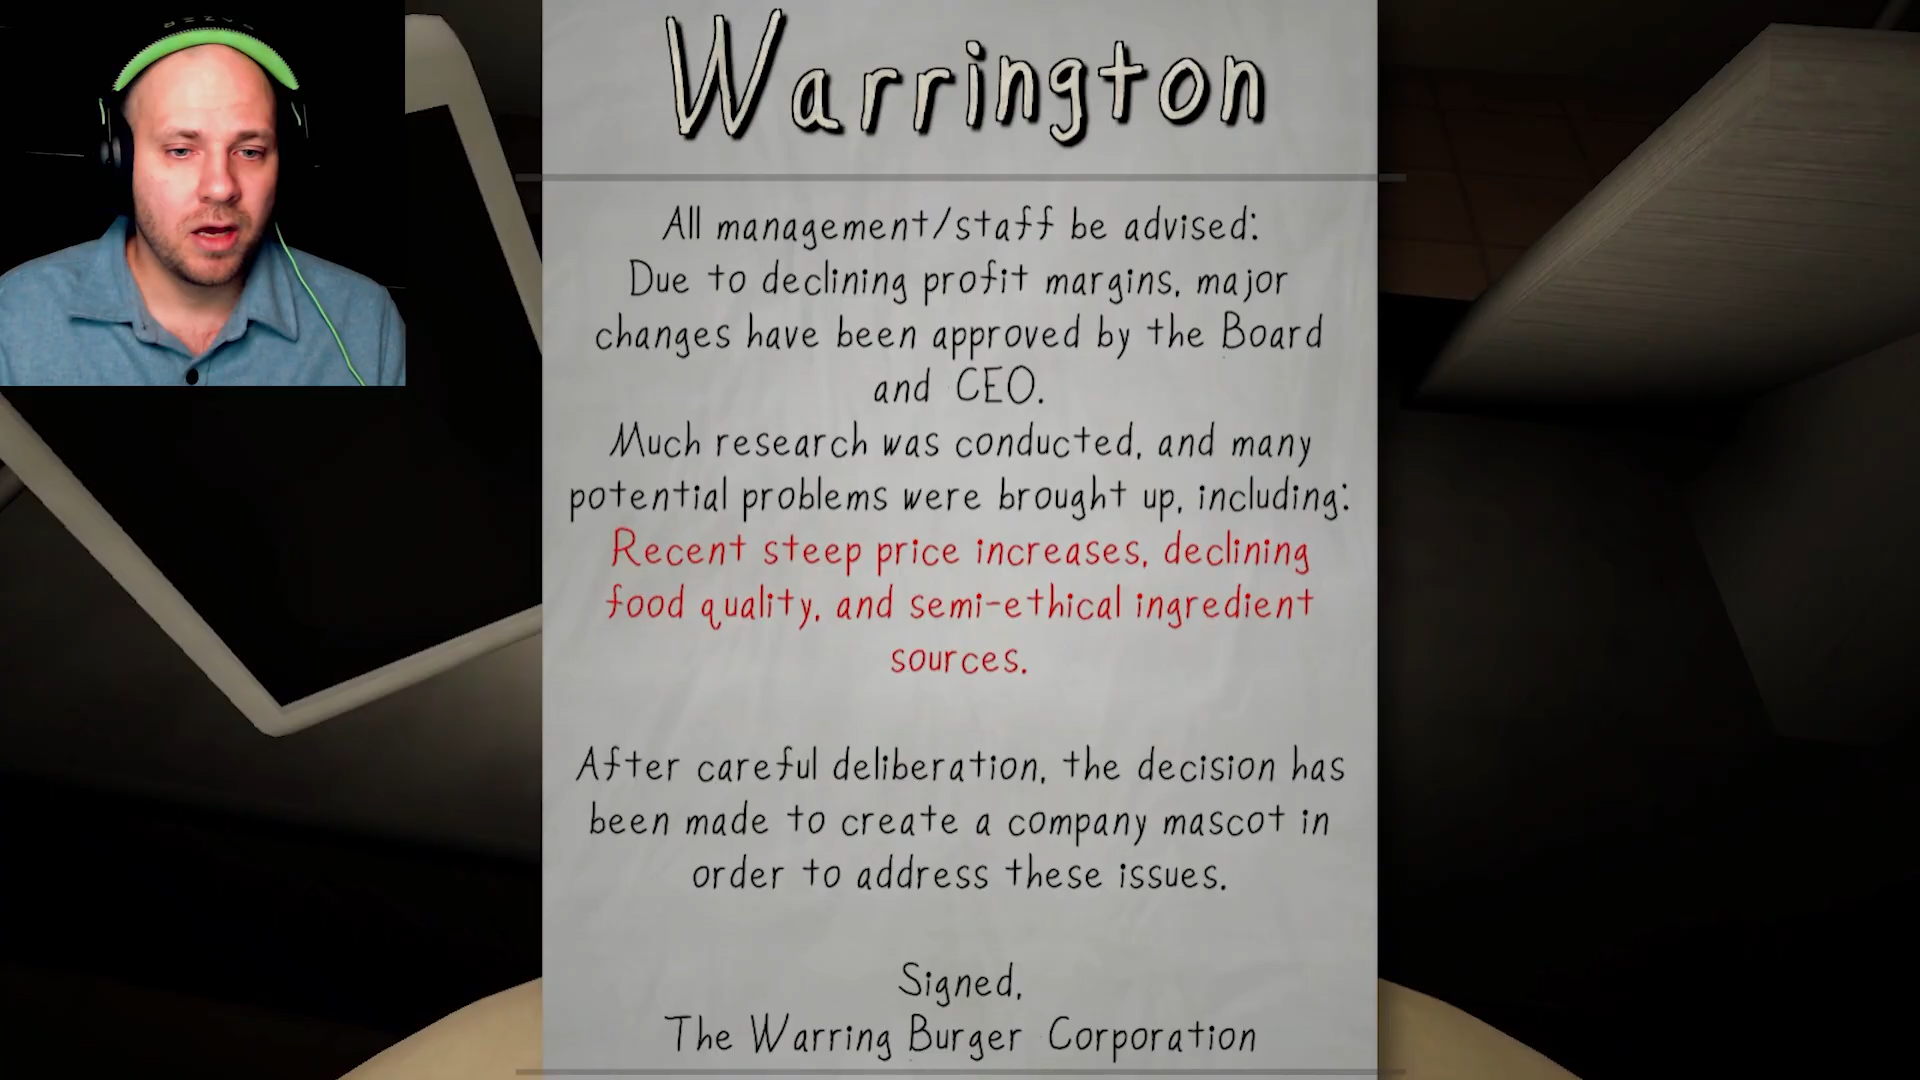 RAZER
Warrington
All management/staff be advised:
Due to declining profit margins, major
changes have been approved by the Board
and CEO.
Much research was conducted, and many
potential problems were brought up, including:
Recent steep price increases, declining
food quality, and semi-ethical ingredient
sources.
After careful deliberation, the decision has
been made to create a company mascot in
order to address these issues.
Signed,
The Warring Burger Corporation